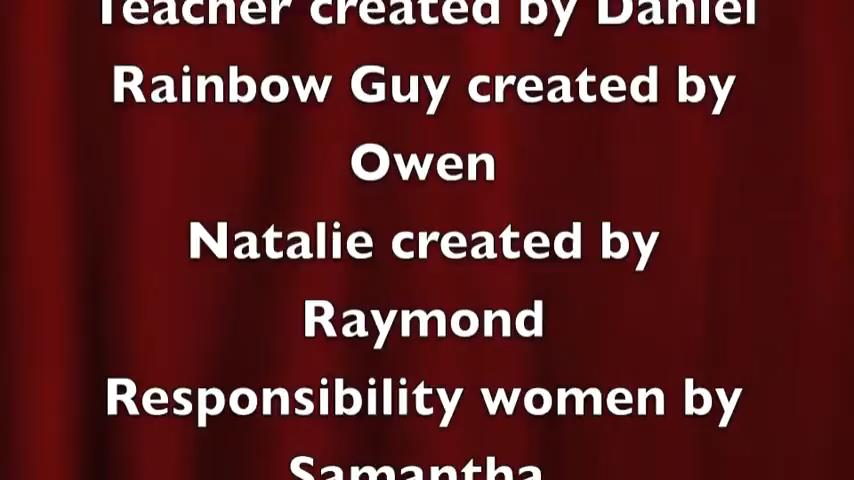 Teacher created by Daniel
Rainbow Guy created by
Owen
Natalie created by
Raymond
Responsibility women by
Samantha